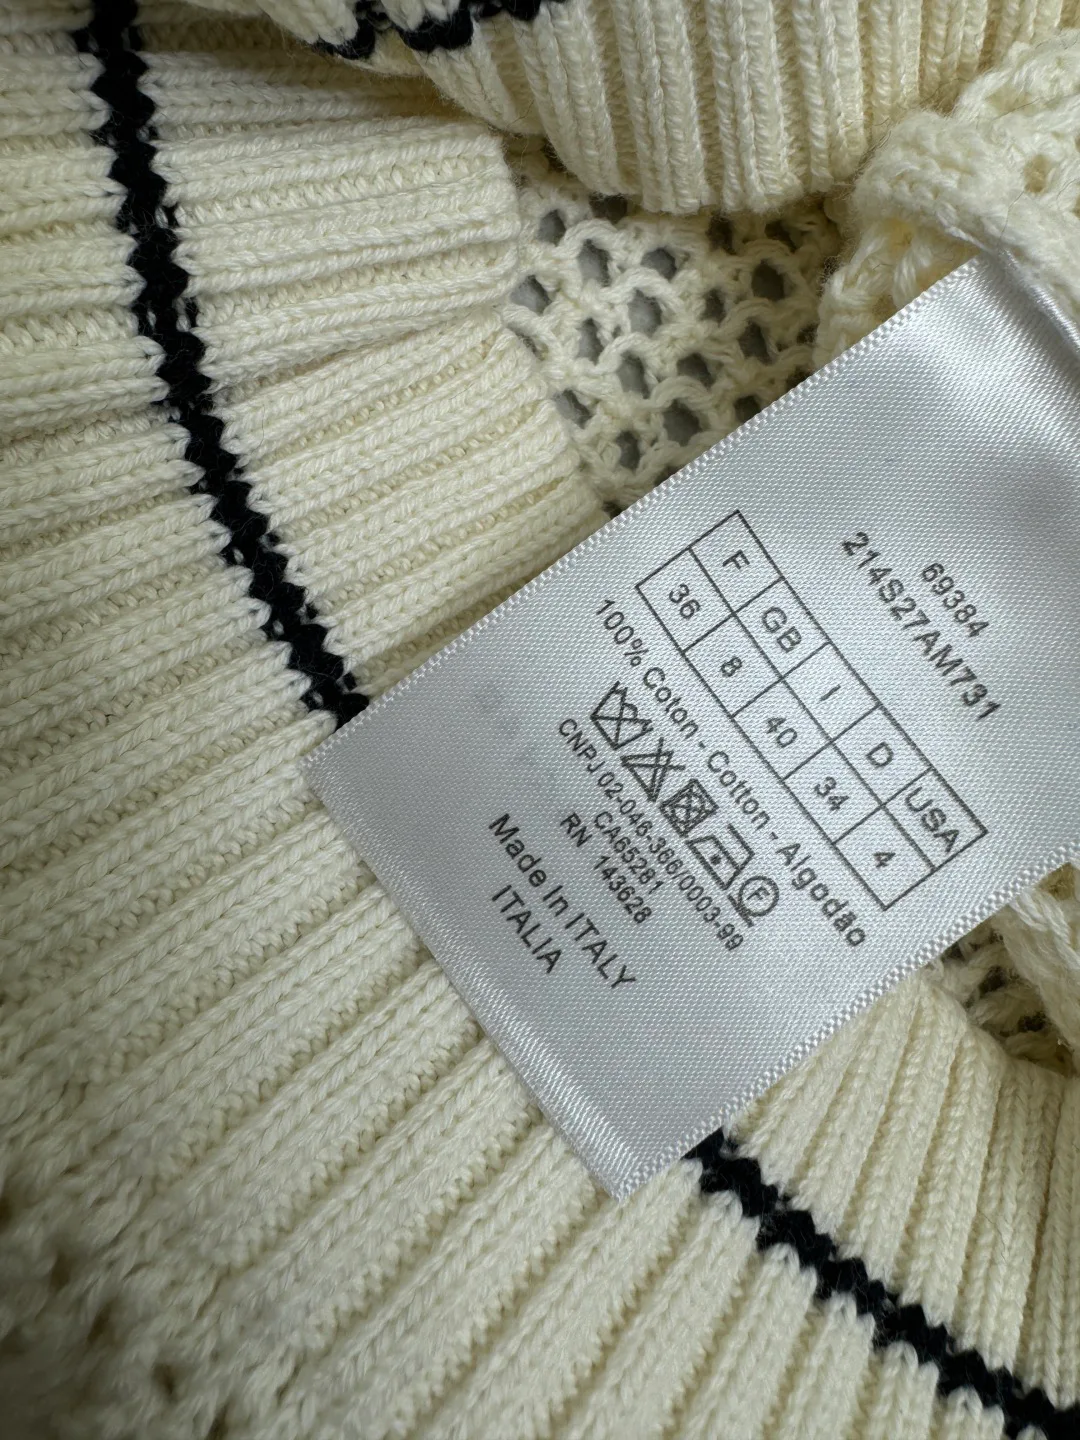 69384
214S27AM731
F GB I D USA
36 8 40 34 4
100% Coton - Cotton - Algodão
F
CNPJ 02-046-366/0003-99
CA65281
RN 143628
Made In ITALY
ITALIA